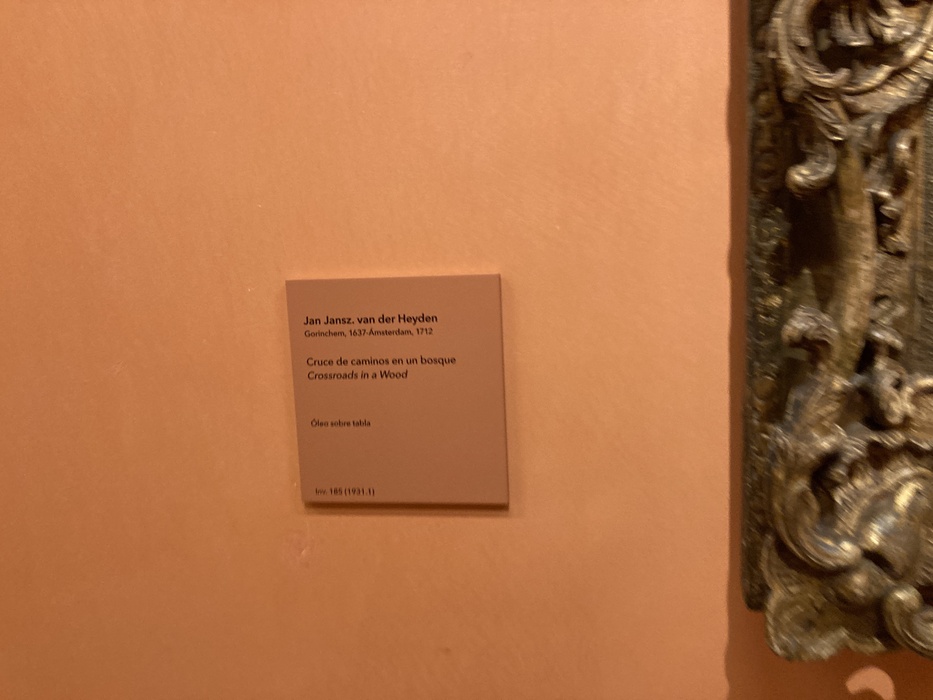 Jan Jansz. van der Heyden
Gorinchem, 1637-Ámsterdam, 1712
Cruce de caminos en un bosque
Crossroads in a Wood
Óleo sobre tabla
Inv. 185 (1931.1)